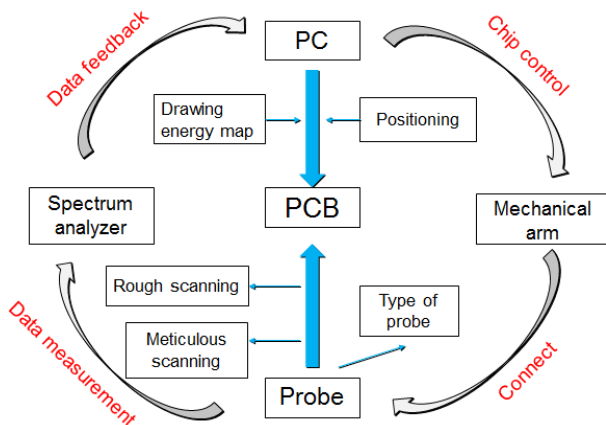 Data feedback
PC
Chip control
Drawing
energy map
Positioning
Spectrum
analyzer
PCB
Mechanical
arm
Rough scanning
Type of
probe
Meticulous
scanning
Data measurement
Probe
Connect